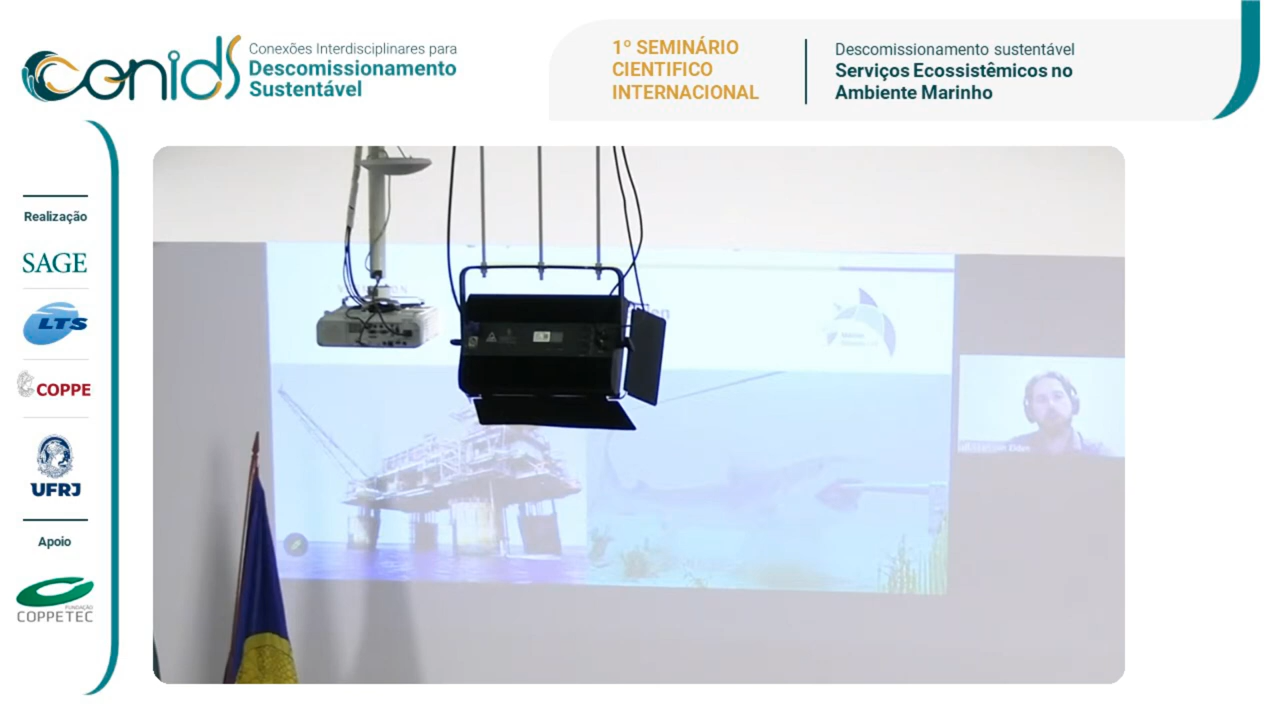 conids
Conexões Interdisciplinares para
Descomissionamento
Sustentável
1º SEMINÁRIO
CIENTIFICO
INTERNACIONAL
Descomissionamento sustentável
Serviços Ecossistêmicos no
Ambiente Marinho
Realização
SAGE
LTS
COPPE
UFRJ
Apoio
FUNDAÇÃO
COPPETEC